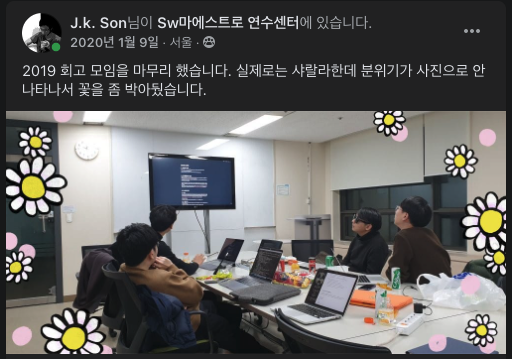 J.k. Son님이 Sw마에스트로 연수센터에 있습니다.
2020년 1월 9일 · 서울 ·
2019 회고 모임을 마무리 했습니다. 실제로는 샤랄라한데 분위기가 사진으로 안
나타나서 꽃을 좀 박아뒀습니다.